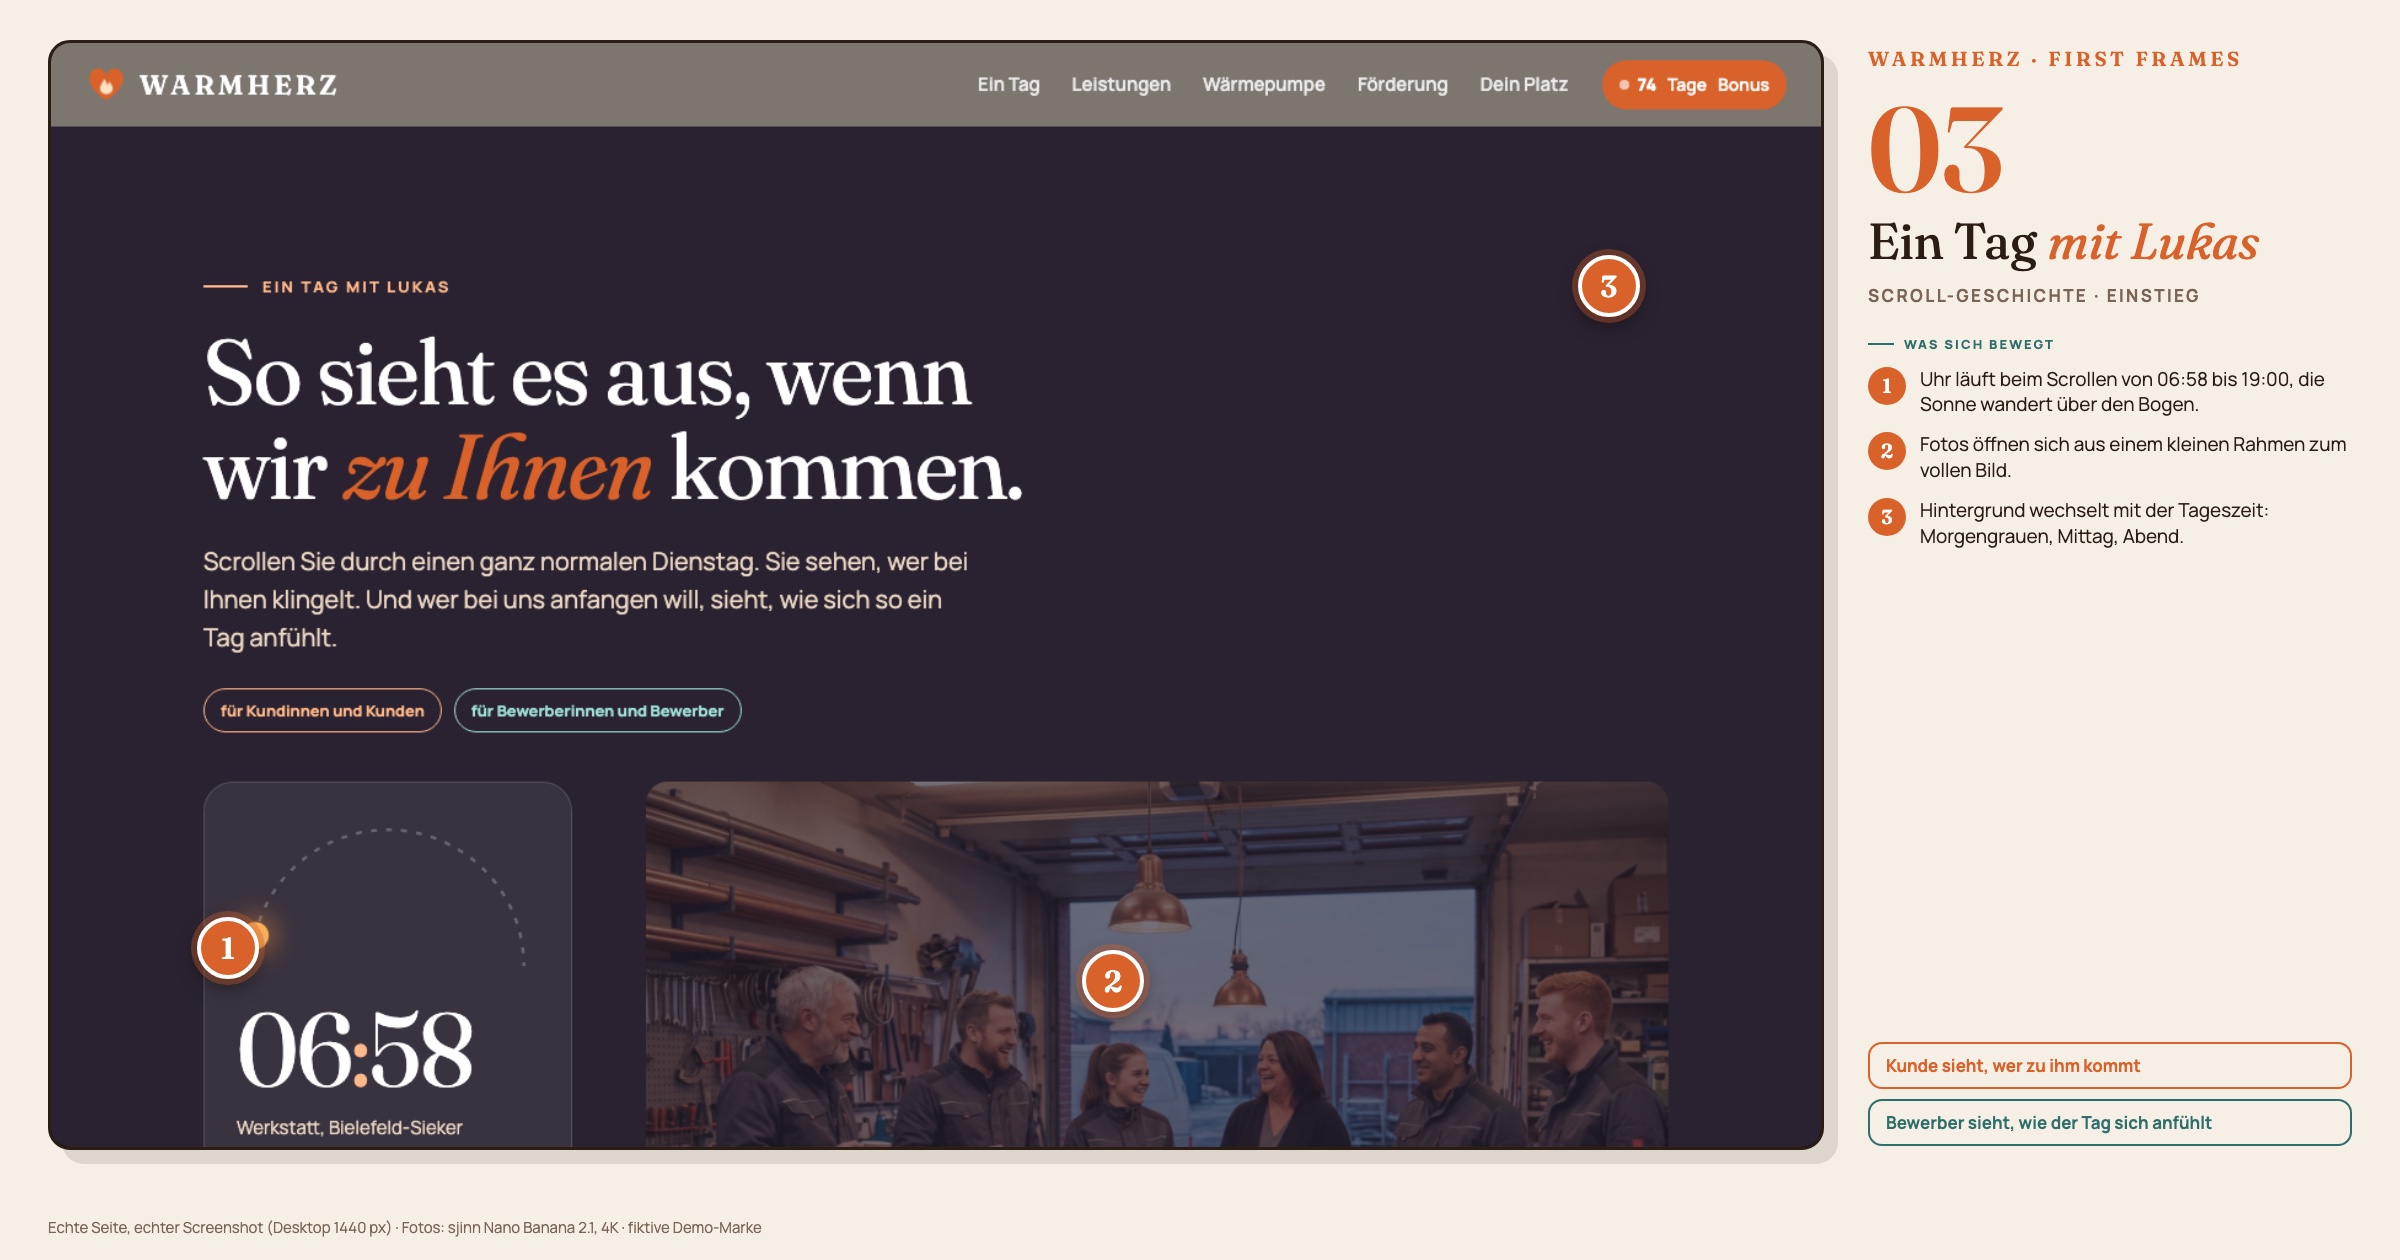 WARMHERZ
Ein Tag
Leistungen
Wärmepumpe
Förderung
Dein Platz
74 Tage Bonus
EIN TAG MIT LUKAS
3
So sieht es aus, wenn
wir zu Ihnen kommen.
Scrollen Sie durch einen ganz normalen Dienstag. Sie sehen, wer bei
Ihnen klingelt. Und wer bei uns anfangen will, sieht, wie sich so ein
Tag anfühlt.
für Kundinnen und Kunden
für Bewerberinnen und Bewerber
1
2
06:58
Werkstatt, Bielefeld-Sieker
WARMHERZ · FIRST FRAMES
03
Ein Tag mit Lukas
SCROLL-GESCHICHTE · EINSTIEG
WAS SICH BEWEGT
1 Uhr läuft beim Scrollen von 06:58 bis 19:00, die
Sonne wandert über den Bogen.
2 Fotos öffnen sich aus einem kleinen Rahmen zum
vollen Bild.
3 Hintergrund wechselt mit der Tageszeit:
Morgengrauen, Mittag, Abend.
Kunde sieht, wer zu ihm kommt
Bewerber sieht, wie der Tag sich anfühlt
Echte Seite, echter Screenshot (Desktop 1440 px) · Fotos: sjinn Nano Banana 2.1, 4K · fiktive Demo-Marke